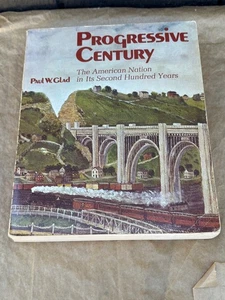 PROGRESSIVE
CENTURY
The American Nation
in Its Second Hundred Years
Paul W. Glad